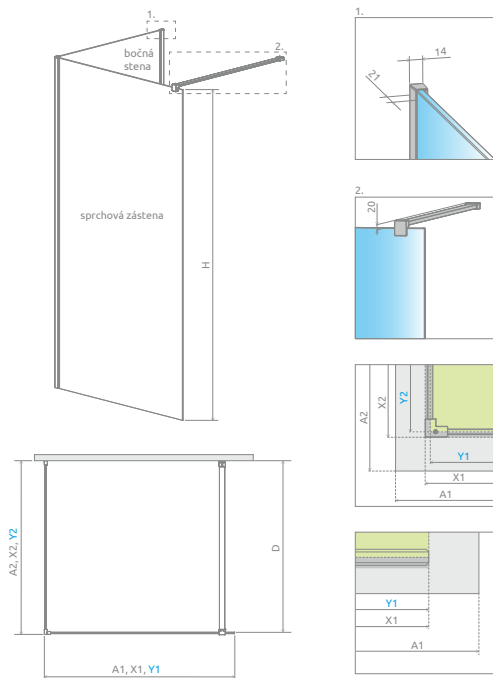 1.
bočná
stena
2.
sprchová zástena
H
A2, X2, Y2
D
A1, X1, Y1
1.
14
21
2.
20
A2
X2
Y2
Y1
X1
A1
Y1
X1
A1